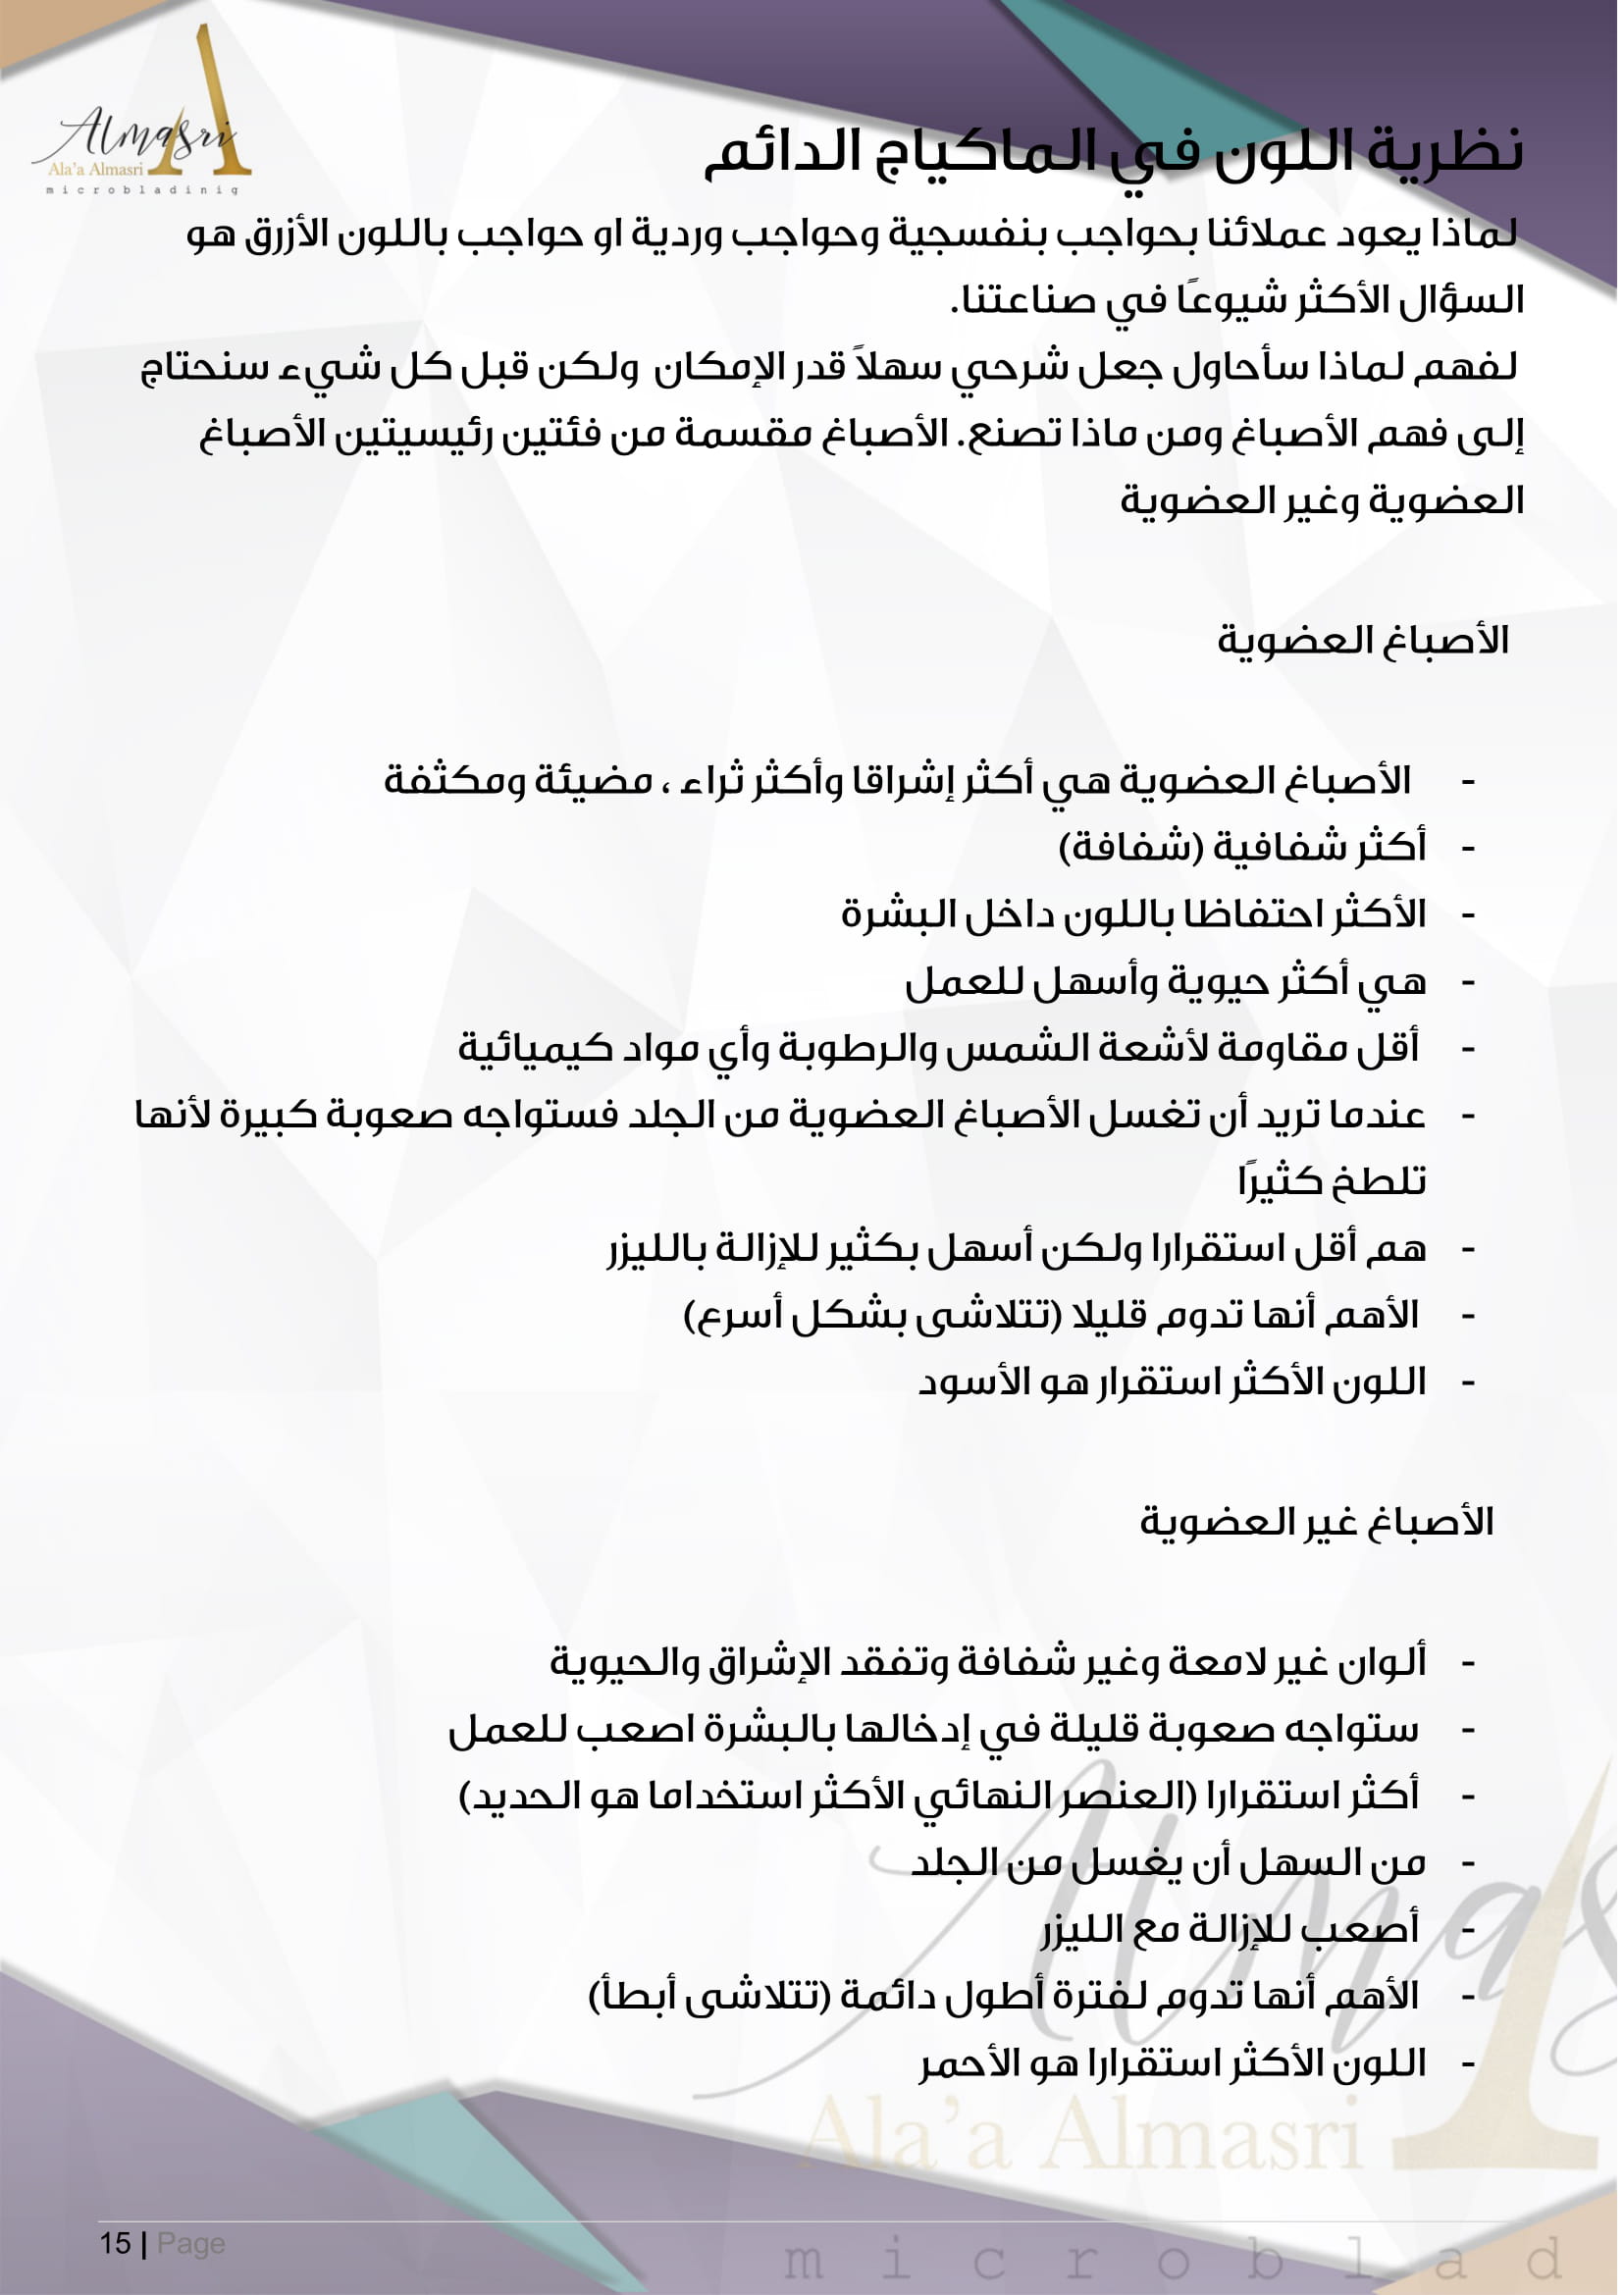 Almasri
Ala'a Almasri
microbladinig
نظرية اللون في الماكياج الدائم
لماذا يعود عملائنا بحواجب بنفسجية وحواجب وردية او حواجب باللون الأزرق هو
السؤال الأكثر شيوعًا في صناعتنا.
لفهم لماذا سأحاول جعل شرحي سهلاً قدر الإمكان ولكن قبل كل شيء سنحتاج
إلى فهم الأصباغ ومن ماذا تصنع. الأصباغ مقسمة من فئتين رئيسيتين الأصباغ
العضوية وغير العضوية
الأصباغ العضوية
- الأصباغ العضوية هي أكثر إشراقا وأكثر ثراء ، مضيئة ومكثفة
- أكثر شفافية (شفافة)
- الأكثر احتفاظا باللون داخل البشرة
- هي أكثر حيوية وأسهل للعمل
- أقل مقاومة لأشعة الشمس والرطوبة وأي مواد كيميائية
- عندما تريد أن تغسل الأصباغ العضوية من الجلد فستواجه صعوبة كبيرة لأنها
تلطخ كثيرًا
- هم أقل استقرارا ولكن أسهل بكثير للإزالة بالليزر
- الأهم أنها تدوم قليلا (تتلاشى بشكل أسرع)
- اللون الأكثر استقرار هو الأسود
الأصباغ غير العضوية
- ألوان غير لامعة وغير شفافة وتفقد الإشراق والحيوية
- ستواجه صعوبة قليلة في إدخالها بالبشرة اصعب للعمل
- أكثر استقرارا (العنصر النهائي الأكثر استخداما هو الحديد)
- من السهل أن يغسل من الجلد
- أصعب للإزالة مع الليزر
- الأهم أنها تدوم لفترة أطول دائمة (تتلاشى أبطأ)
- اللون الأكثر استقرارا هو الأحمر
Almas
Ala'a Almasri
15 | Page
microblad